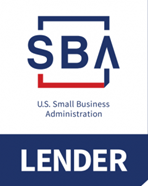 SBA
U.S. Small Business
Administration
LENDER